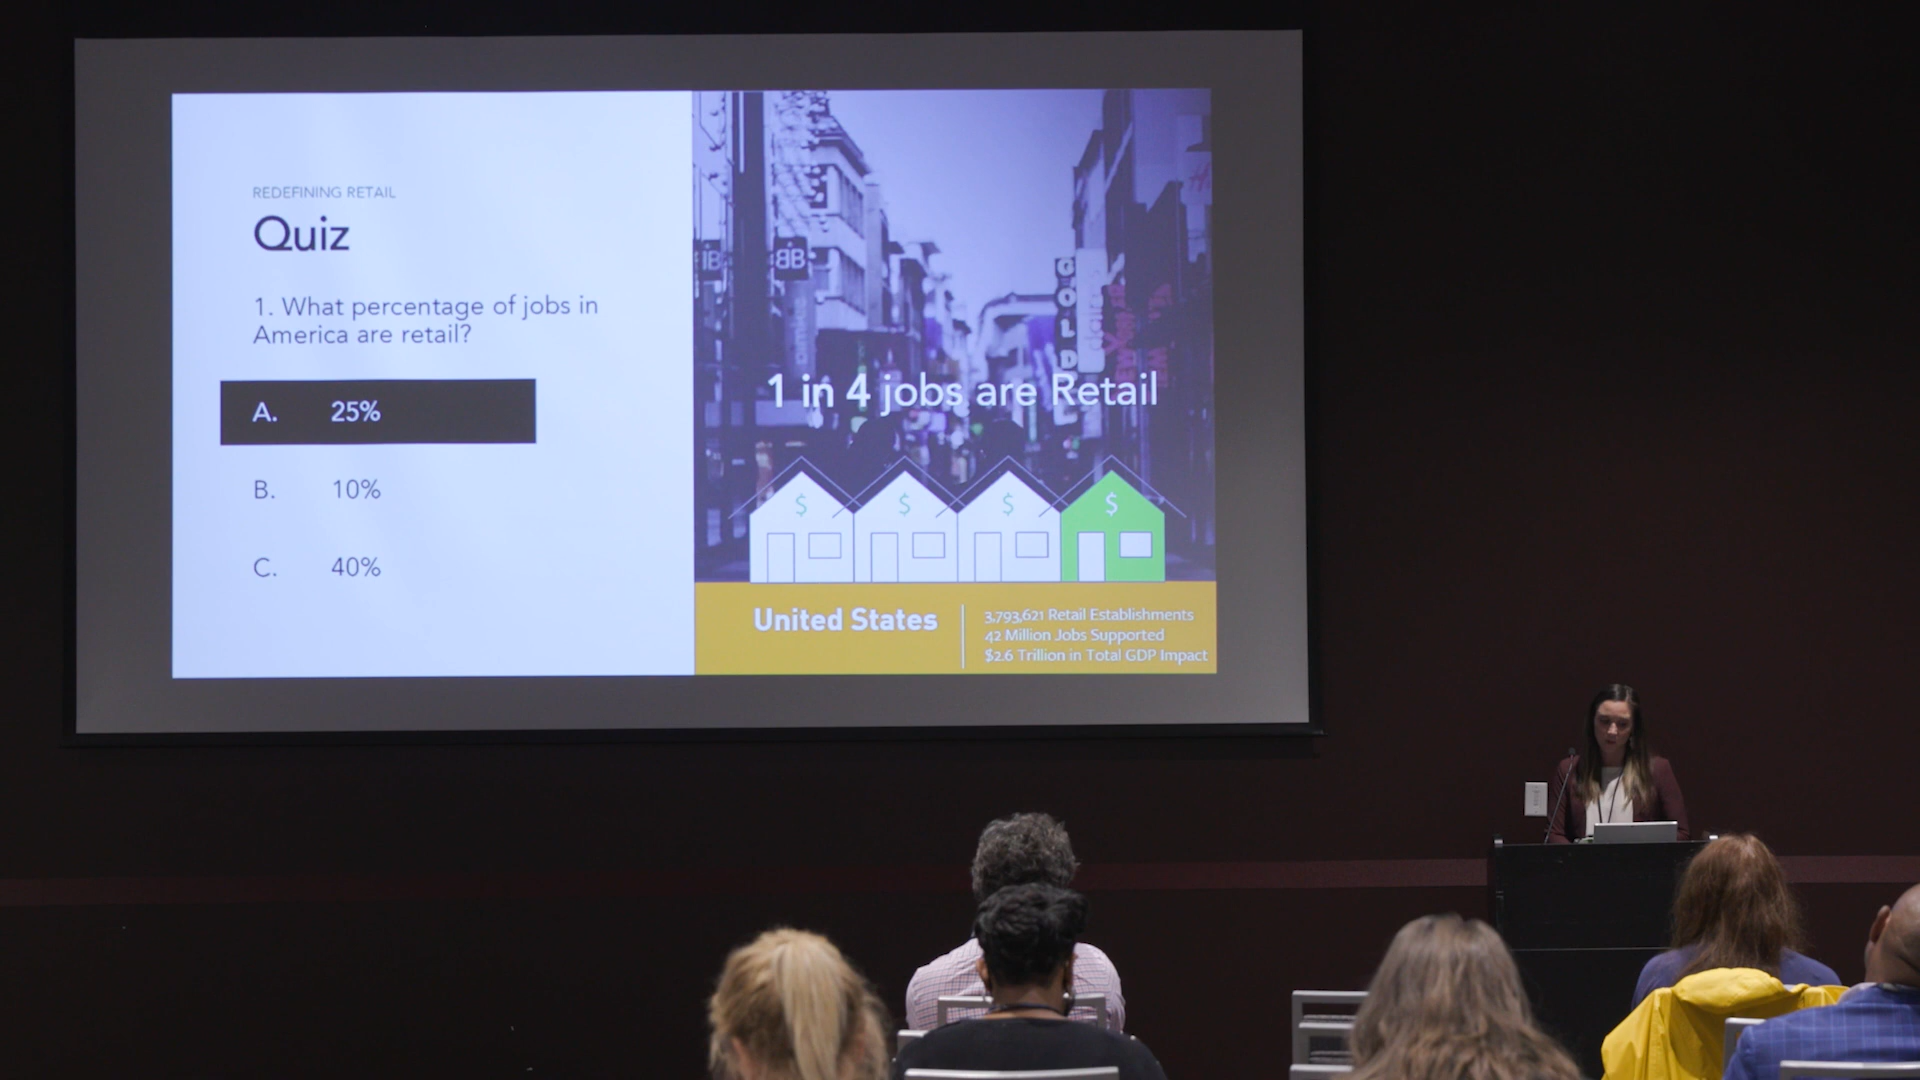 REDEFINING RETAIL
Quiz
1. What percentage of jobs in
America are retail?
A. 25%
B. 10%
C. 40%
BB
GOLD
1 in 4 jobs are Retail
$ $ $ $
United States
3,793,621 Retail Establishments
42 Million Jobs Supported
$2.6 Trillion in Total GDP Impact